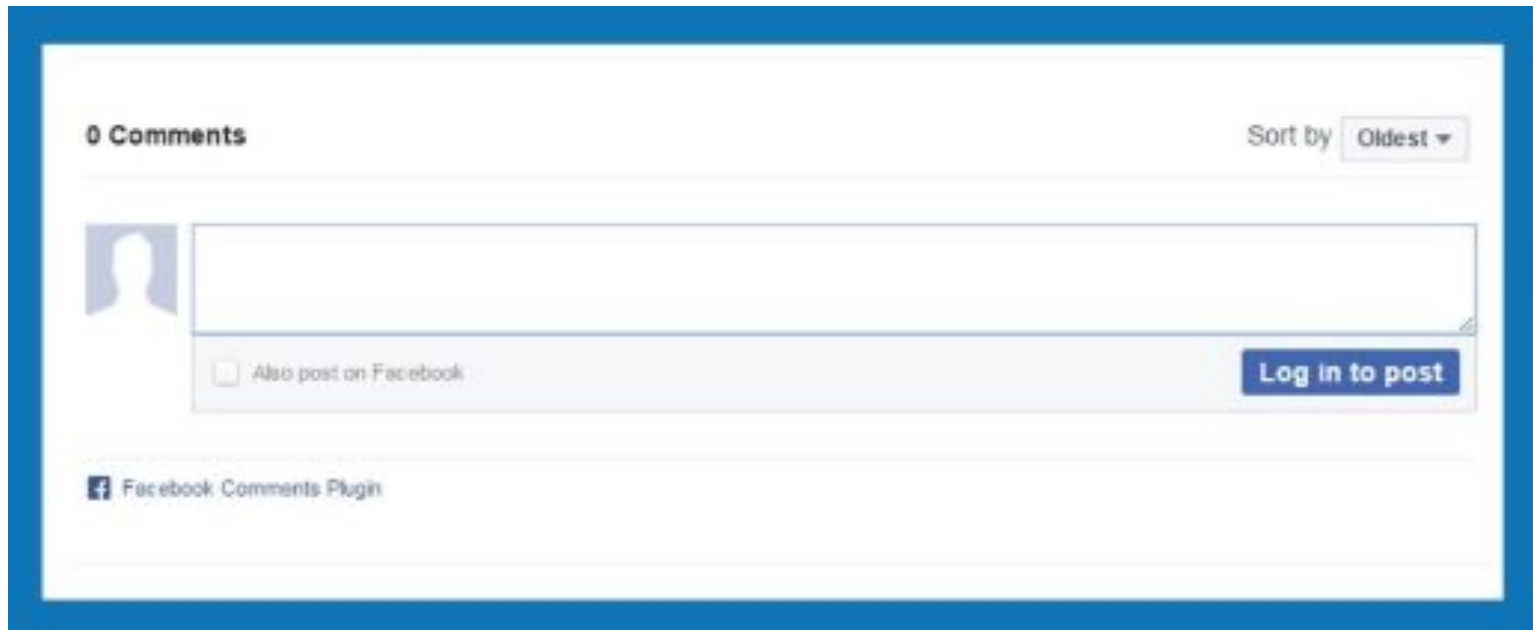 0 Comments
Sort by Oldest
Also post on Facebook
Log in to post
Facebook Comments Plugin